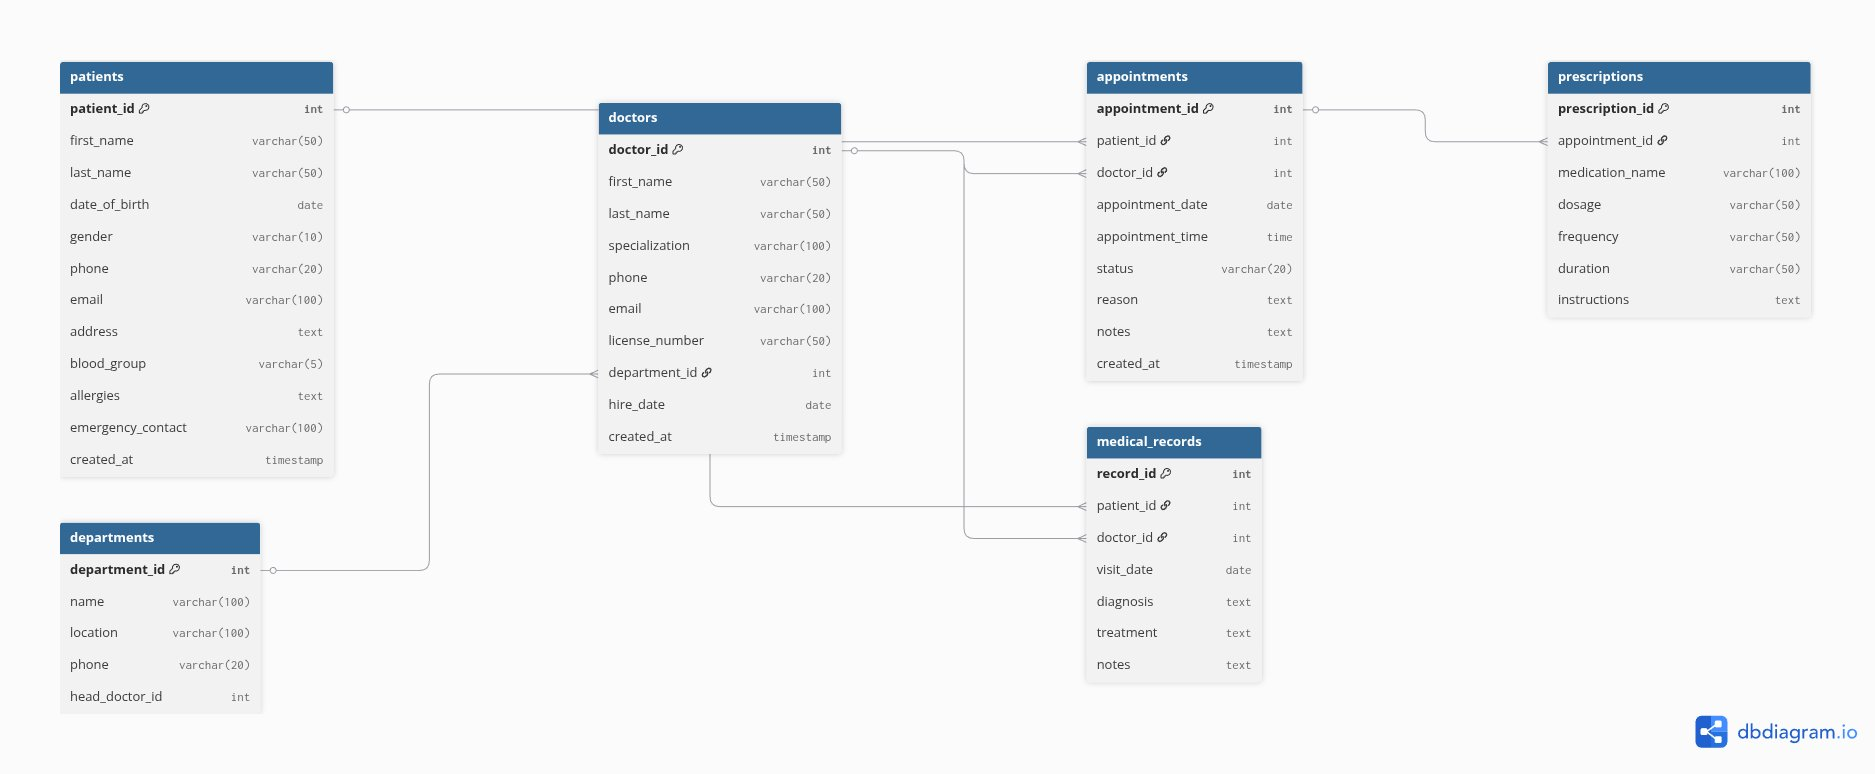 patients
patient_id int
first_name varchar(50)
last_name varchar(50)
date_of_birth date
gender varchar(10)
phone varchar(20)
email varchar(100)
address text
blood_group varchar(5)
allergies text
emergency_contact varchar(100)
created_at timestamp
departments
department_id int
name varchar(100)
location varchar(100)
phone varchar(20)
head_doctor_id int
doctors
doctor_id int
first_name varchar(50)
last_name varchar(50)
specialization varchar(100)
phone varchar(20)
email varchar(100)
license_number varchar(50)
department_id int
hire_date date
created_at timestamp
appointments
appointment_id int
patient_id int
doctor_id int
appointment_date date
appointment_time time
status varchar(20)
reason text
notes text
created_at timestamp
medical_records
record_id int
patient_id int
doctor_id int
visit_date date
diagnosis text
treatment text
notes text
prescriptions
prescription_id int
appointment_id int
medication_name varchar(100)
dosage varchar(50)
frequency varchar(50)
duration varchar(50)
instructions text
dbdiagram.io